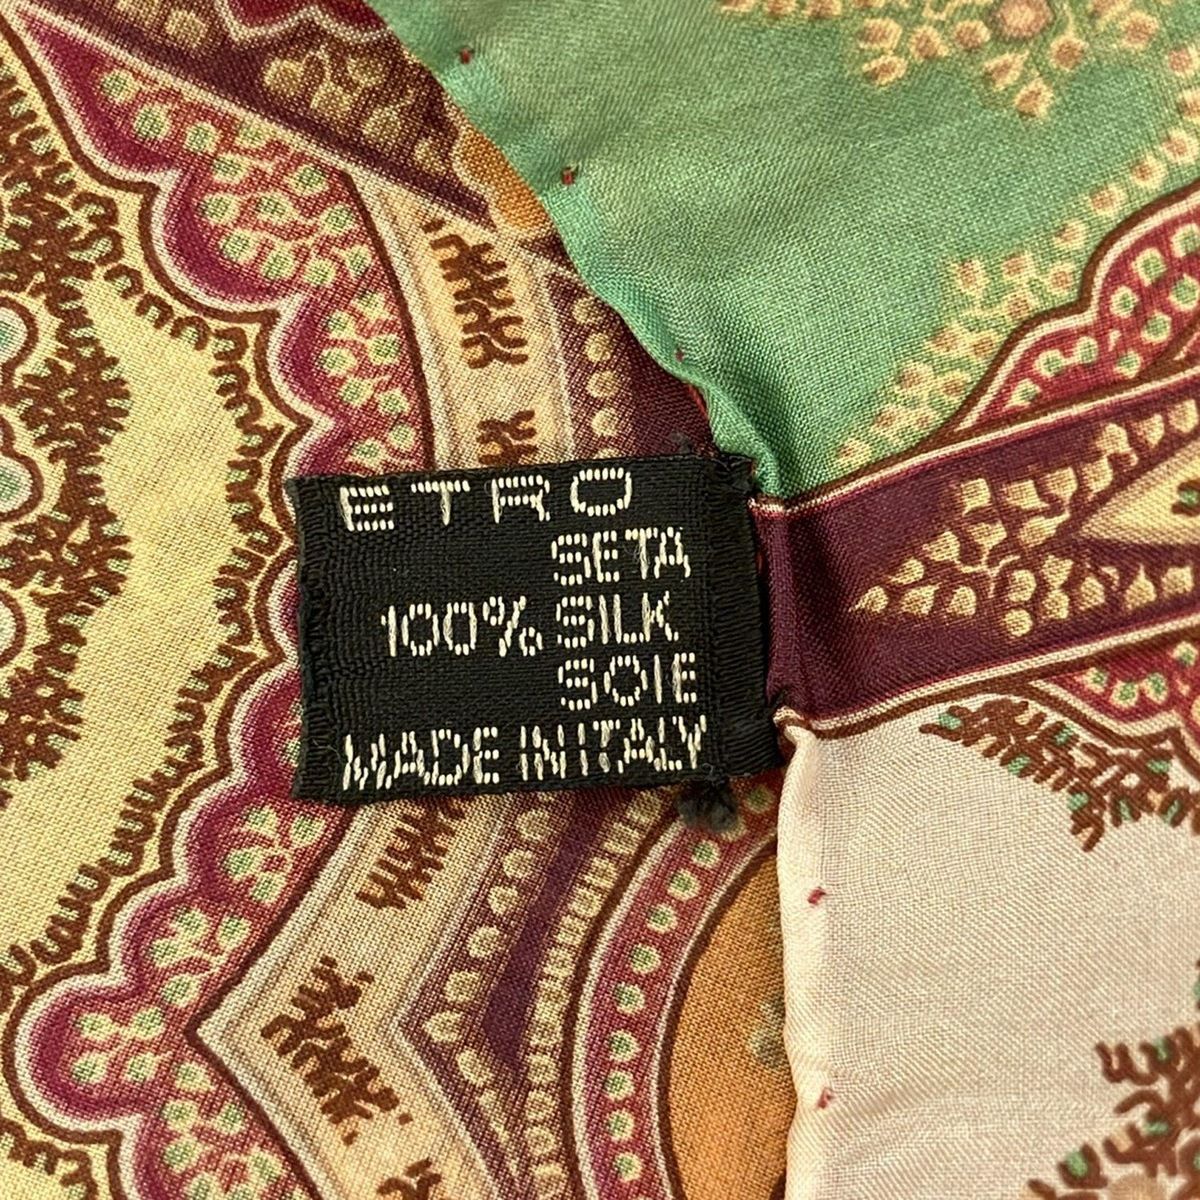 ETRO
SETA
100% SILK
SOIE
MADE IN ITALY